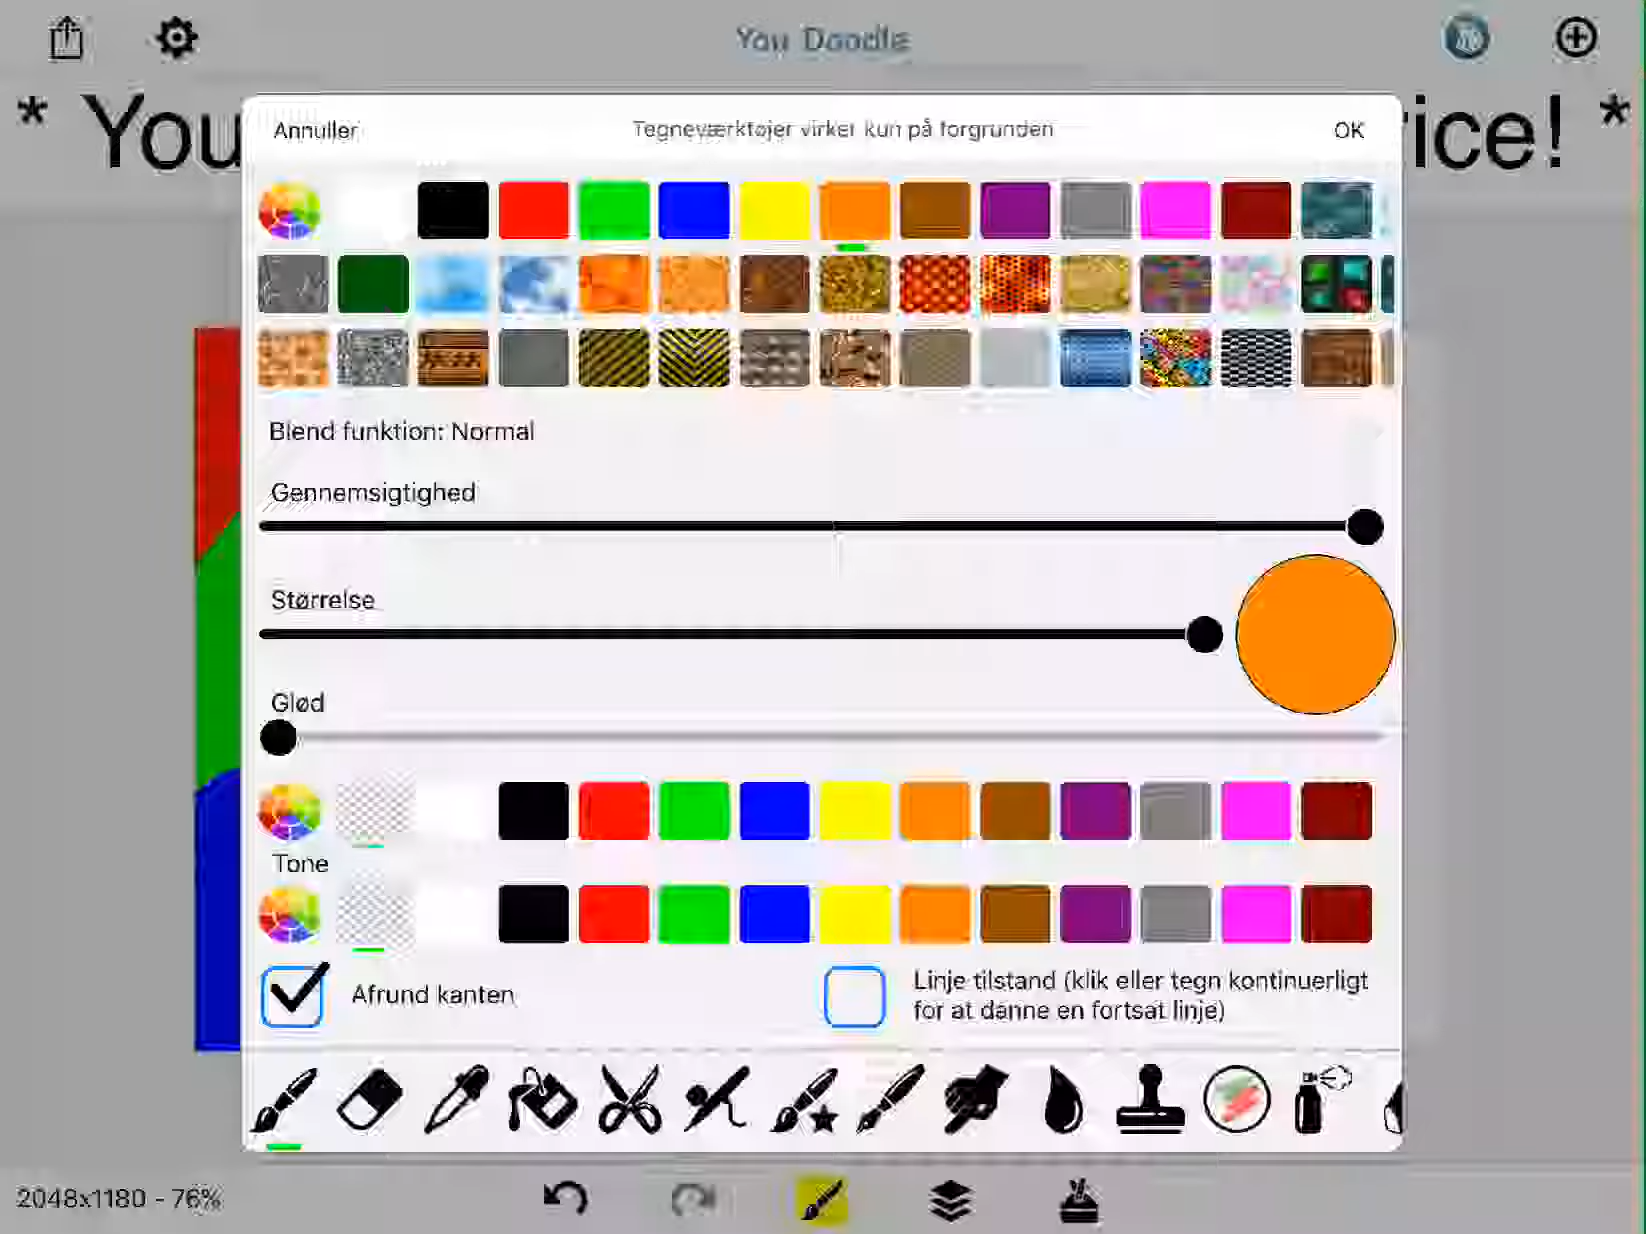 You Doodle
* You rice! *
Annuller Tegneværktøjer virker kun på forgrunden OK
Blend funktion: Normal
Gennemsigtighed
Størrelse
Glød
Tone
Afrund kanten
Linje tilstand (klik eller tegn kontinuerligt
for at danne en fortsat linje)
2048x1180 - 76%